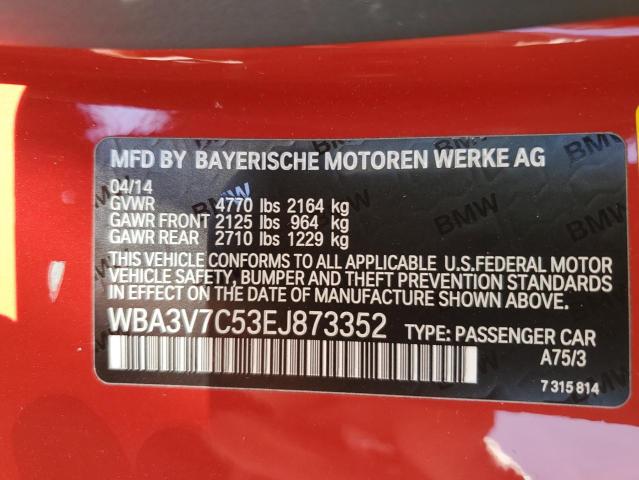 MFD BY BAYERISCHE MOTOREN WERKE AG
04/14
GVWR 4770 lbs 2164 kg
GAWR FRONT 2125 lbs 964 kg
GAWR REAR 2710 lbs 1229 kg
THIS VEHICLE CONFORMS TO ALL APPLICABLE U.S.FEDERAL MOTOR
VEHICLE SAFETY, BUMPER AND THEFT PREVENTION STANDARDS
IN EFFECT ON THE DATE OF MANUFACTURE SHOWN ABOVE.
WBA3V7C53EJ873352 TYPE: PASSENGER CAR
A75/3
7 315 814